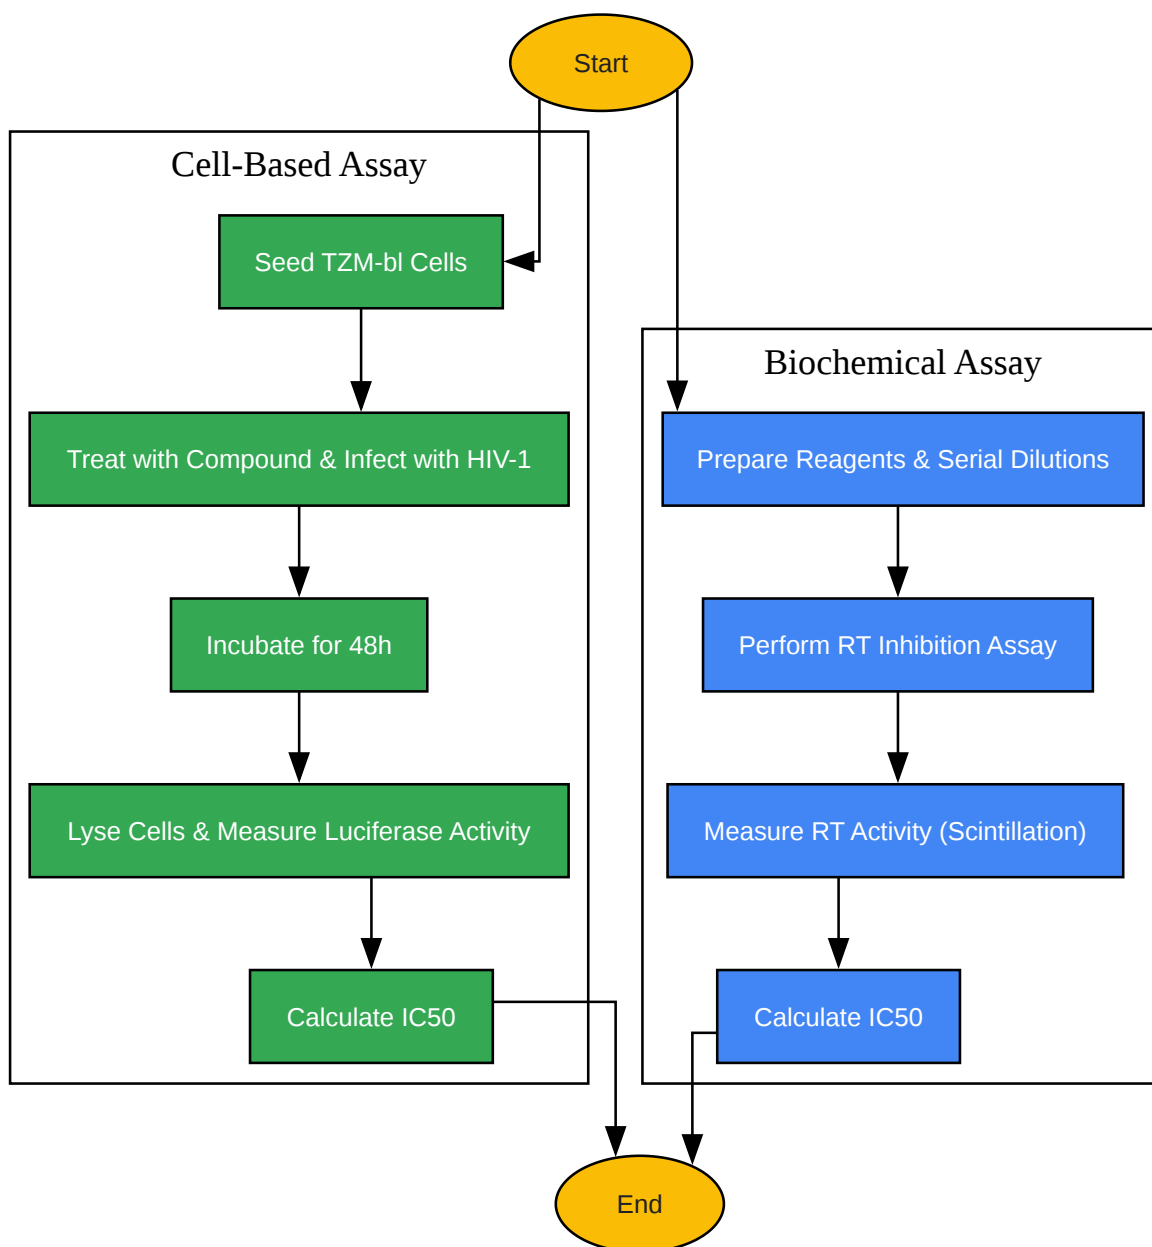 Start
Cell-Based Assay
Seed TZM-bl Cells
Treat with Compound & Infect with HIV-1
Incubate for 48h
Lyse Cells & Measure Luciferase Activity
Calculate IC50
Biochemical Assay
Prepare Reagents & Serial Dilutions
Perform RT Inhibition Assay
Measure RT Activity (Scintillation)
Calculate IC50
End